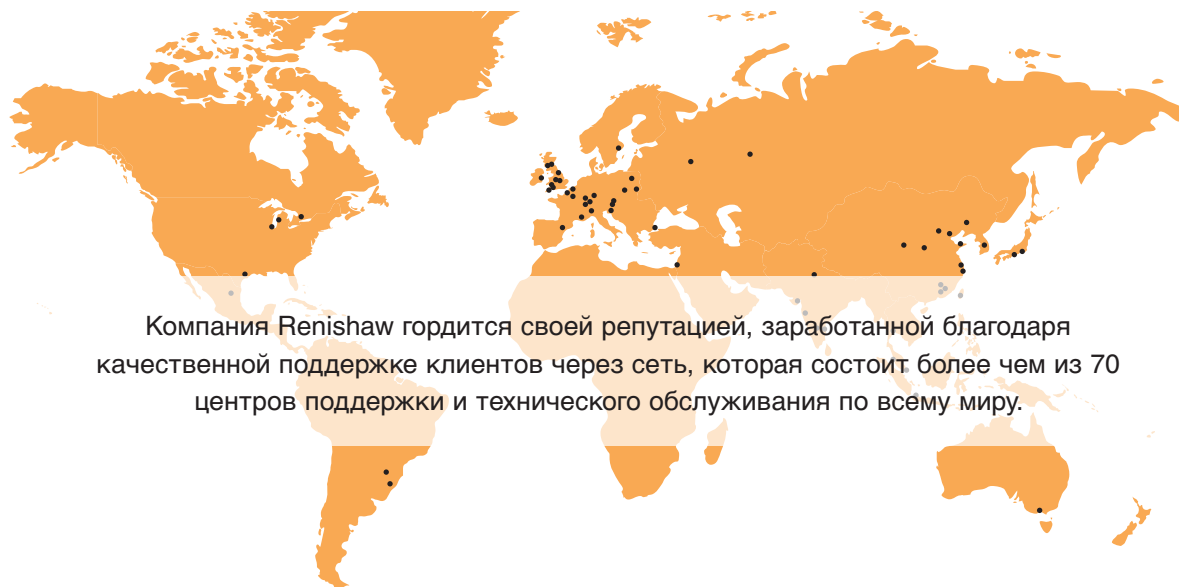 Компания Renishaw гордится своей репутацией, заработанной благодаря
качественной поддержке клиентов через сеть, которая состоит более чем из 70
центров поддержки и технического обслуживания по всему миру.